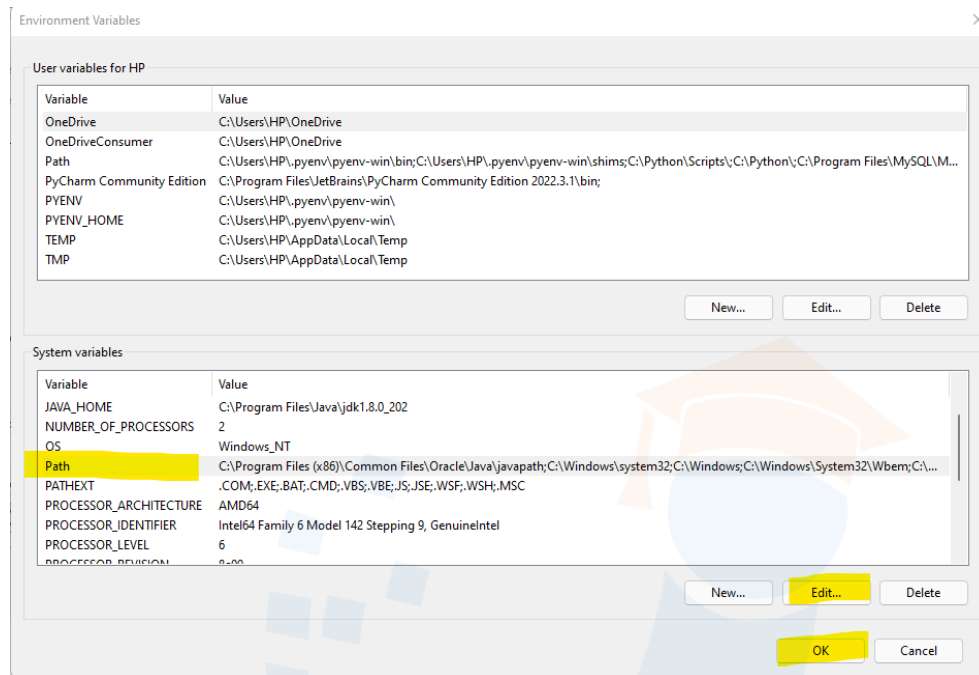 Environment Variables
User variables for HP
Variable Value
OneDrive C:\Users\HP\OneDrive
OneDriveConsumer C:\Users\HP\OneDrive
Path C:\Users\HP\.pyenv\pyenv-win\bin;C:\Users\HP\.pyenv\pyenv-win\shims;C:\Python\Scripts\;C:\Python\;C:\Program Files\MySQL\M...
PyCharm Community Edition C:\Program Files\JetBrains\PyCharm Community Edition 2022.3.1\bin;
PYENV C:\Users\HP\.pyenv\pyenv-win\
PYENV_HOME C:\Users\HP\.pyenv\pyenv-win\
TEMP C:\Users\HP\AppData\Local\Temp
TMP C:\Users\HP\AppData\Local\Temp
New... Edit... Delete
System variables
Variable Value
JAVA_HOME C:\Program Files\Java\jdk1.8.0_202
NUMBER_OF_PROCESSORS 2
OS Windows_NT
Path C:\Program Files (x86)\Common Files\Oracle\Java\javapath;C:\Windows\system32;C:\Windows;C:\Windows\System32\Wbem;C:\...
PATHEXT .COM;.EXE;.BAT;.CMD;.VBS;.VBE;.JS;.JSE;.WSF;.WSH;.MSC
PROCESSOR_ARCHITECTURE AMD64
PROCESSOR_IDENTIFIER Intel64 Family 6 Model 142 Stepping 9, GenuineIntel
PROCESSOR_LEVEL 6
PROCESSOR_REVISION
New... Edit... Delete
OK Cancel